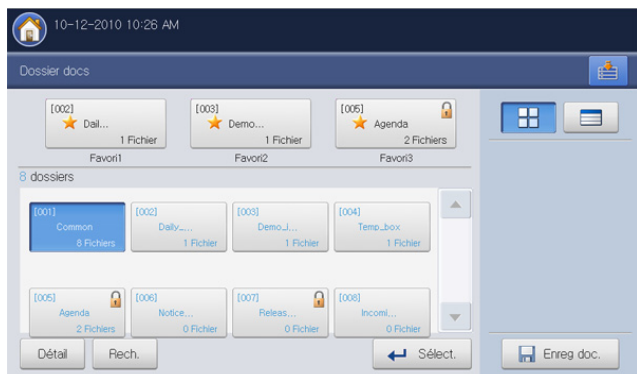 10-12-2010 10:26 AM
Dossier docs
[002]
Dail...
1 Fichier
Favori1
[003]
Demo...
1 Fichier
Favori2
[005]
Agenda
2 Fichiers
Favori3
8 dossiers
[001]
Common
8 Fichiers
[002]
Daily_...
1 Fichier
[003]
Demo_I...
1 Fichier
[004]
Temp_box
1 Fichier
[005]
Agenda
2 Fichiers
[006]
Notice...
0 Fichier
[007]
Releas...
0 Fichier
[008]
Incomi...
0 Fichier
Détail
Rech.
Sélect.
Enreg doc.